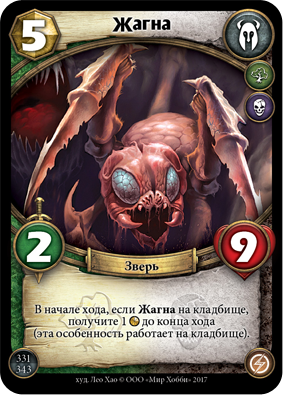 5
Жагна
2
9
Зверь
В начале хода, если Жагна на кладбище,
получите 1 до конца хода
(эта особенность работает на кладбище).
331
343
худ. Лео Хао © ООО «Мир Хобби» 2017